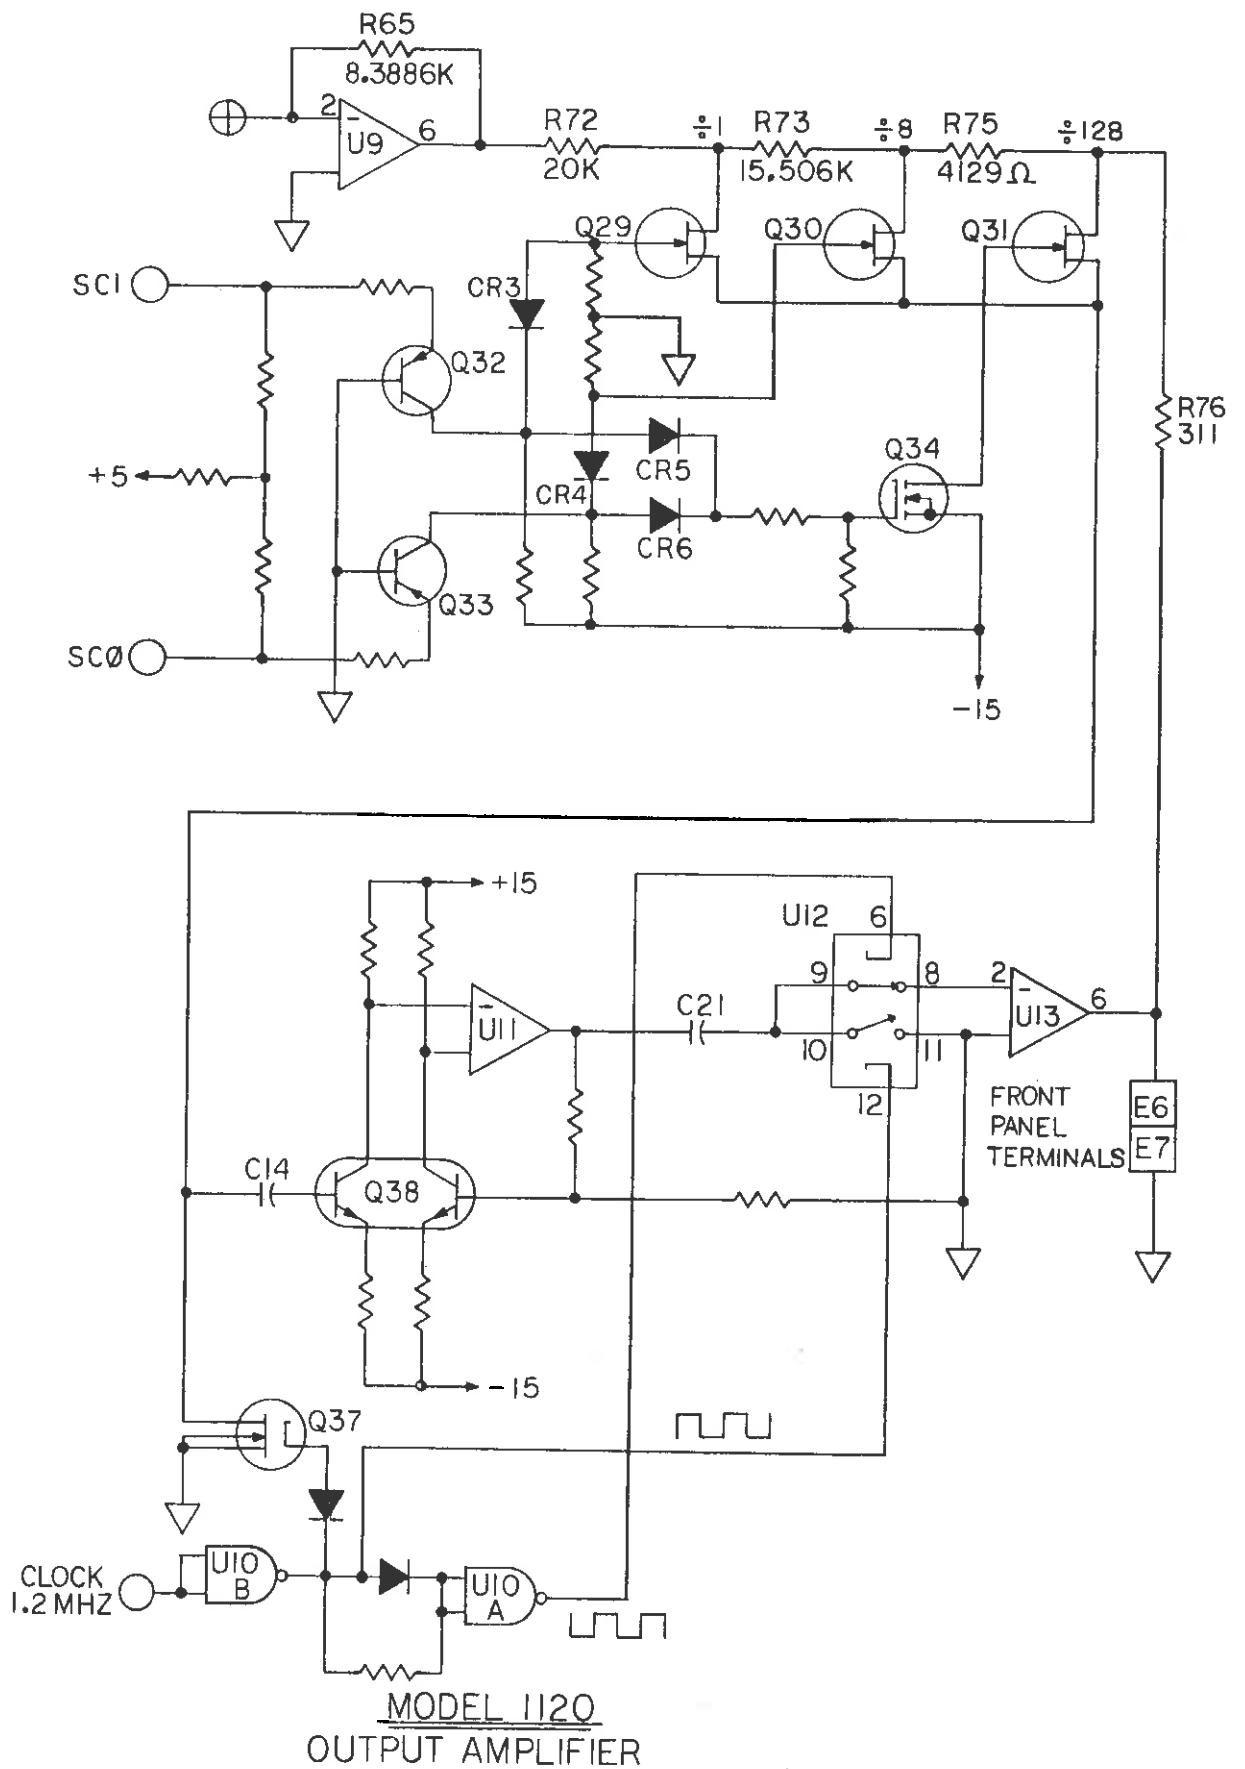 R65
8.3886K
2
−
U9
6
R72
20K
÷1
R73
15.506K
÷8
R75
4129Ω
÷128
Q29
Q30
Q31
SC1
CR3
Q32
R76
311
+5
CR5
CR4
Q34
CR6
Q33
SCØ
-15
+15
U12
6
9
8
2
−
6
U13
C21
−
U11
10
11
12
FRONT
PANEL
TERMINALS
E6
E7
C14
Q38
-15
Q37
CLOCK
1.2 MHZ
U10
B
U10
A
MODEL 1120
OUTPUT AMPLIFIER